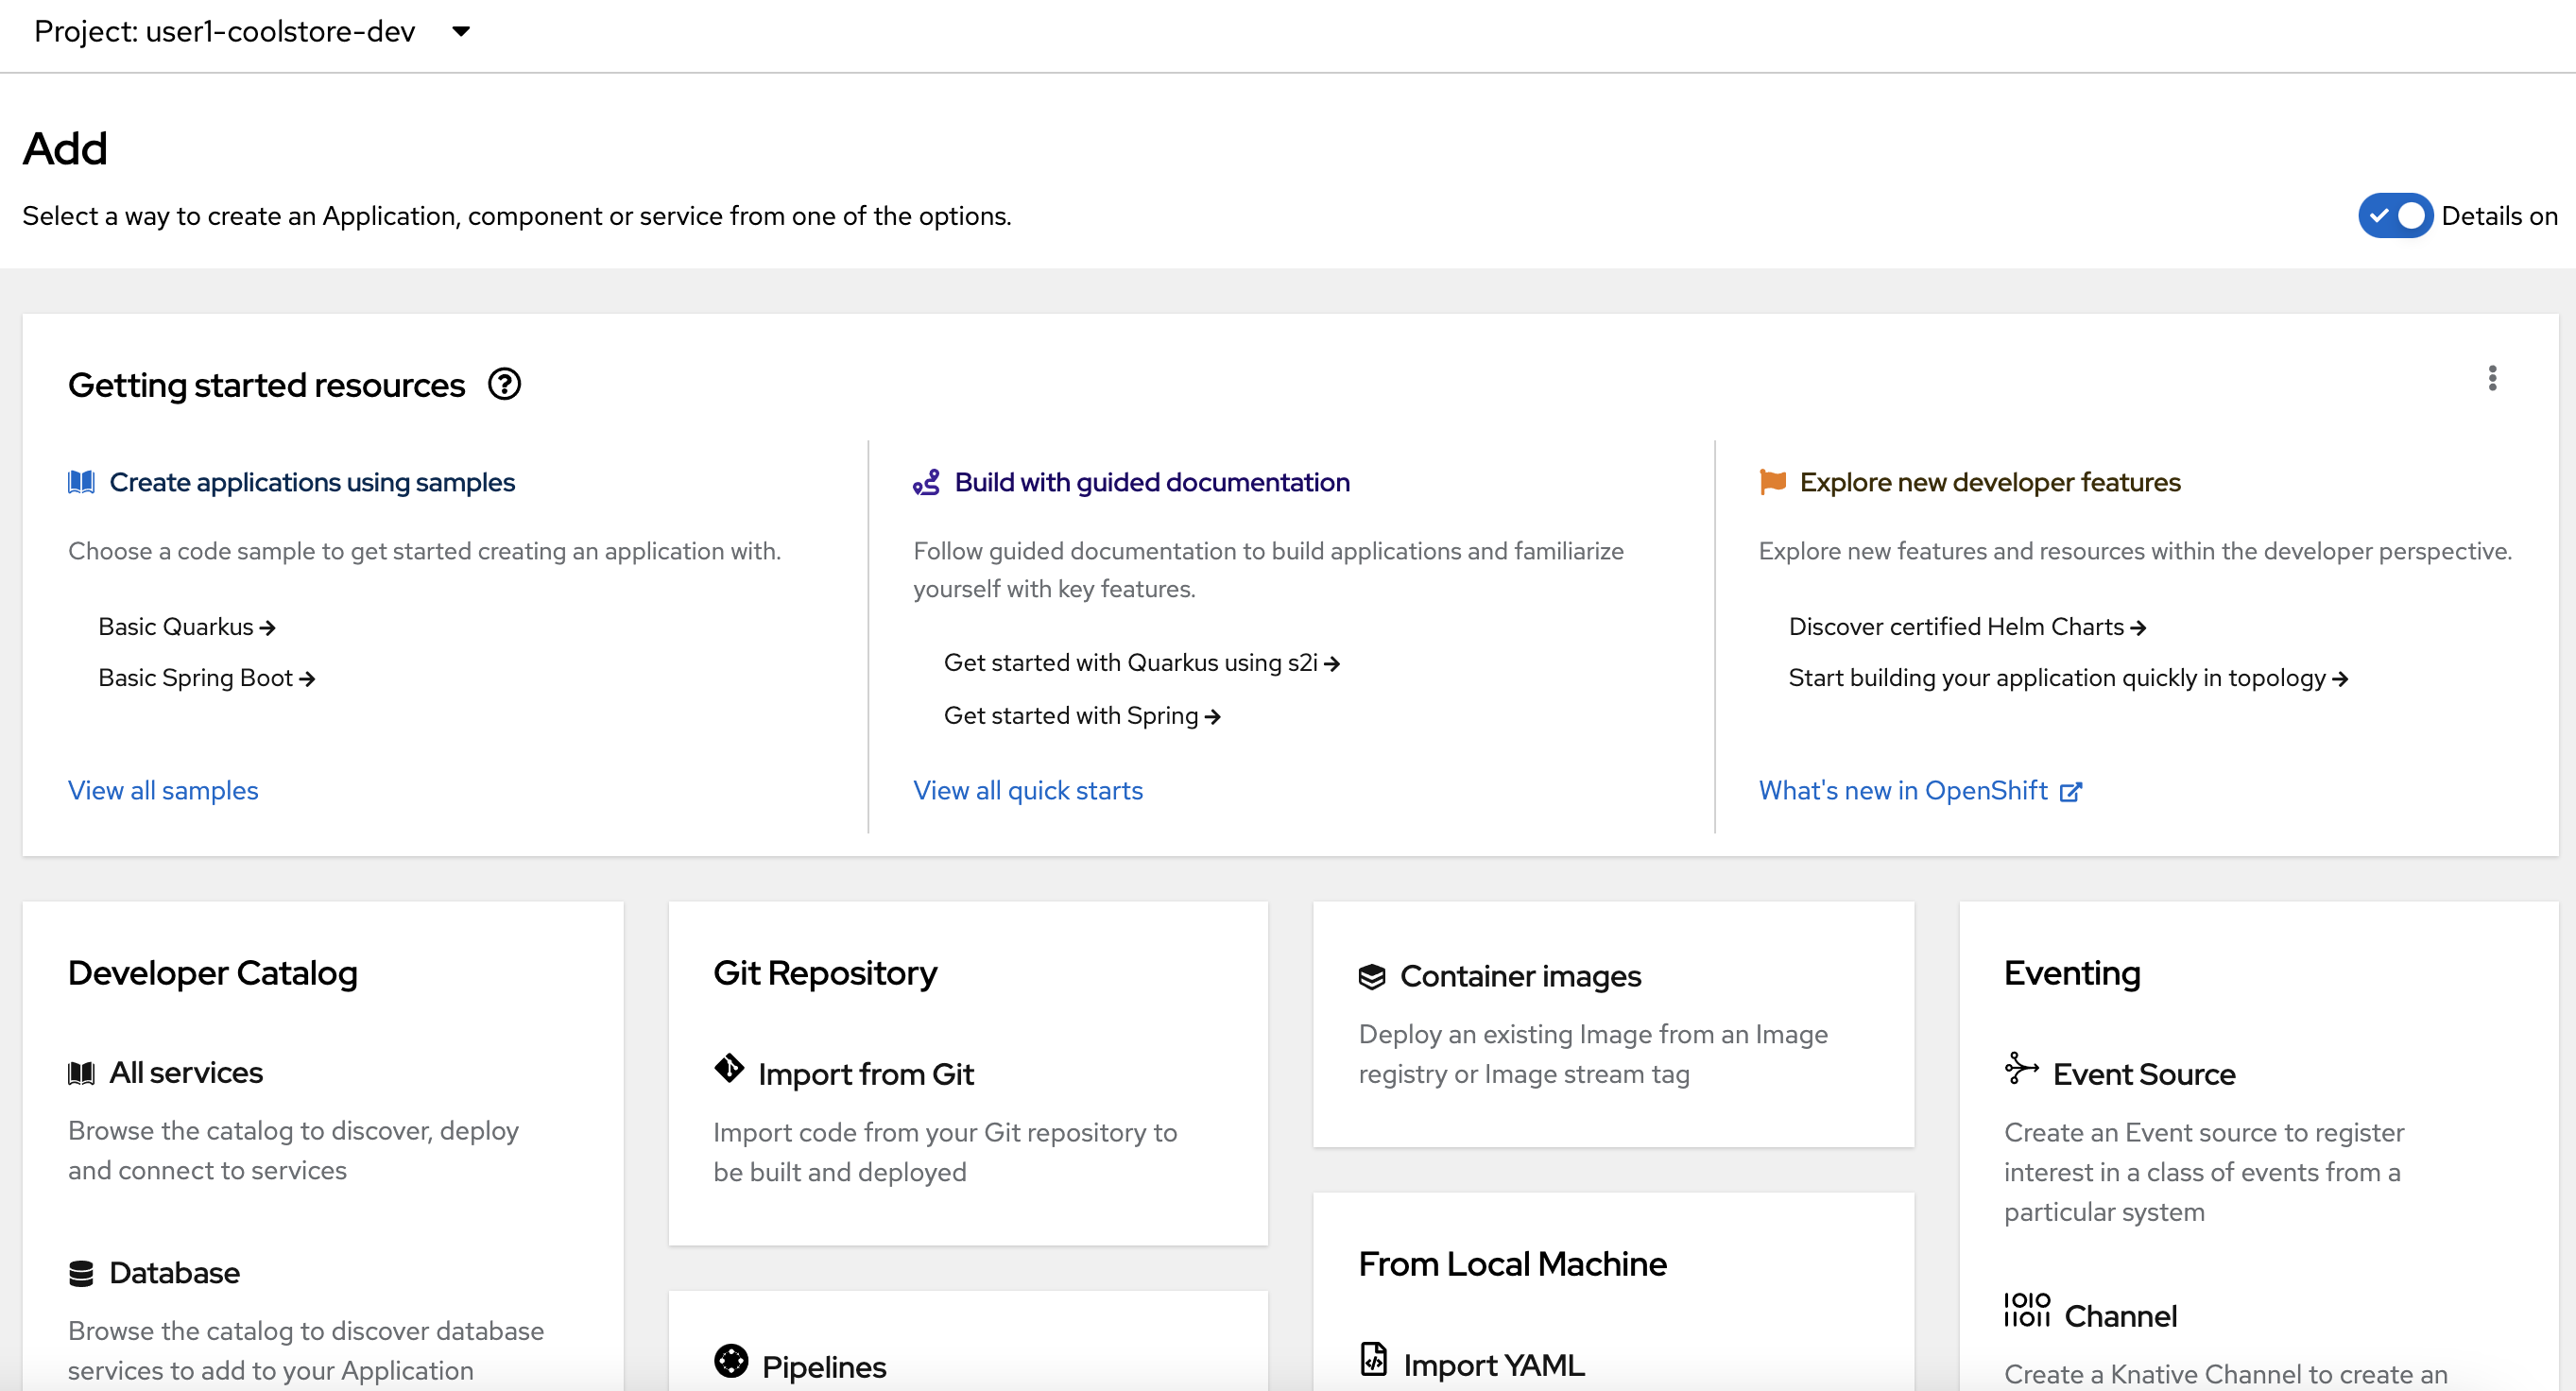 Project: user1-coolstore-dev
Add
Select a way to create an Application, component or service from one of the options.
Details on
Getting started resources
Create applications using samples
Choose a code sample to get started creating an application with.
Basic Quarkus
Basic Spring Boot
View all samples
Build with guided documentation
Follow guided documentation to build applications and familiarize
yourself with key features.
Get started with Quarkus using s2i
Get started with Spring
View all quick starts
Explore new developer features
Explore new features and resources within the developer perspective.
Discover certified Helm Charts
Start building your application quickly in topology
What's new in OpenShift
Developer Catalog
All services
Browse the catalog to discover, deploy
and connect to services
Database
Browse the catalog to discover database
services to add to your Application
Git Repository
Import from Git
Import code from your Git repository to
be built and deployed
Pipelines
Container images
Deploy an existing Image from an Image
registry or Image stream tag
From Local Machine
Import YAML
Eventing
Event Source
Create an Event source to register
interest in a class of events from a
particular system
Channel
Create a Knative Channel to create an